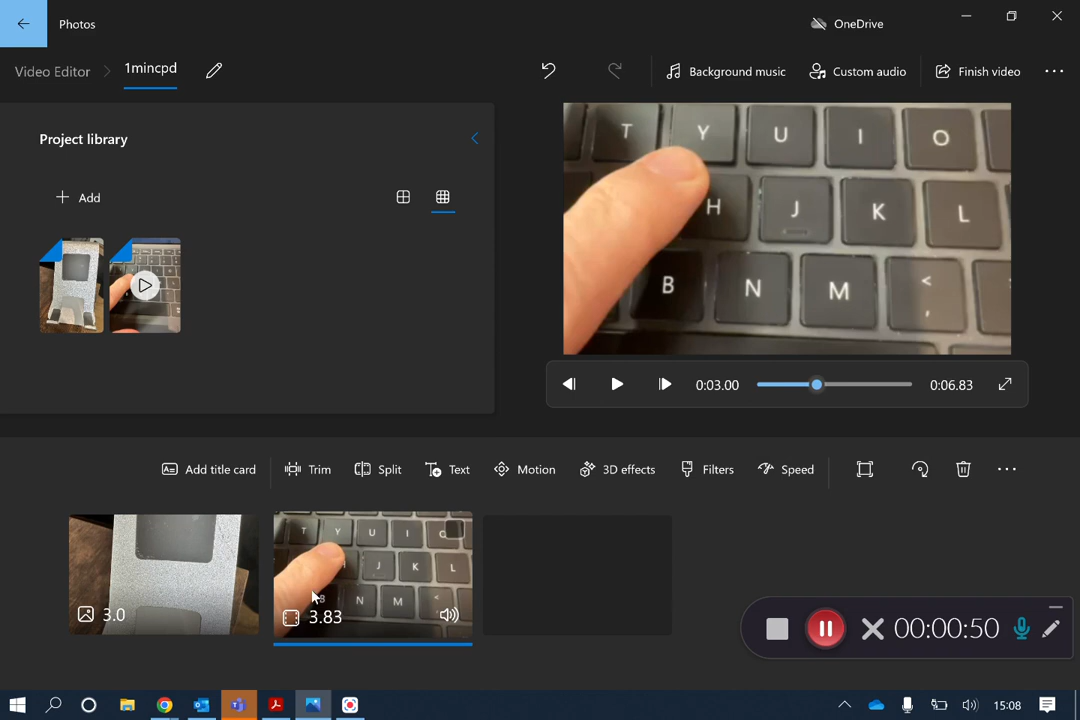 Photos
OneDrive
Video Editor
1mincpd
Background music
Custom audio
Finish video
Project library
Add
T Y U I O
H J K L
B N M < ,
0:03.00
0:06.83
Add title card
Trim
Split
Text
Motion
3D effects
Filters
Speed
T Y U I
J K L
N M
3.0
3.83
00:00:50
15:08